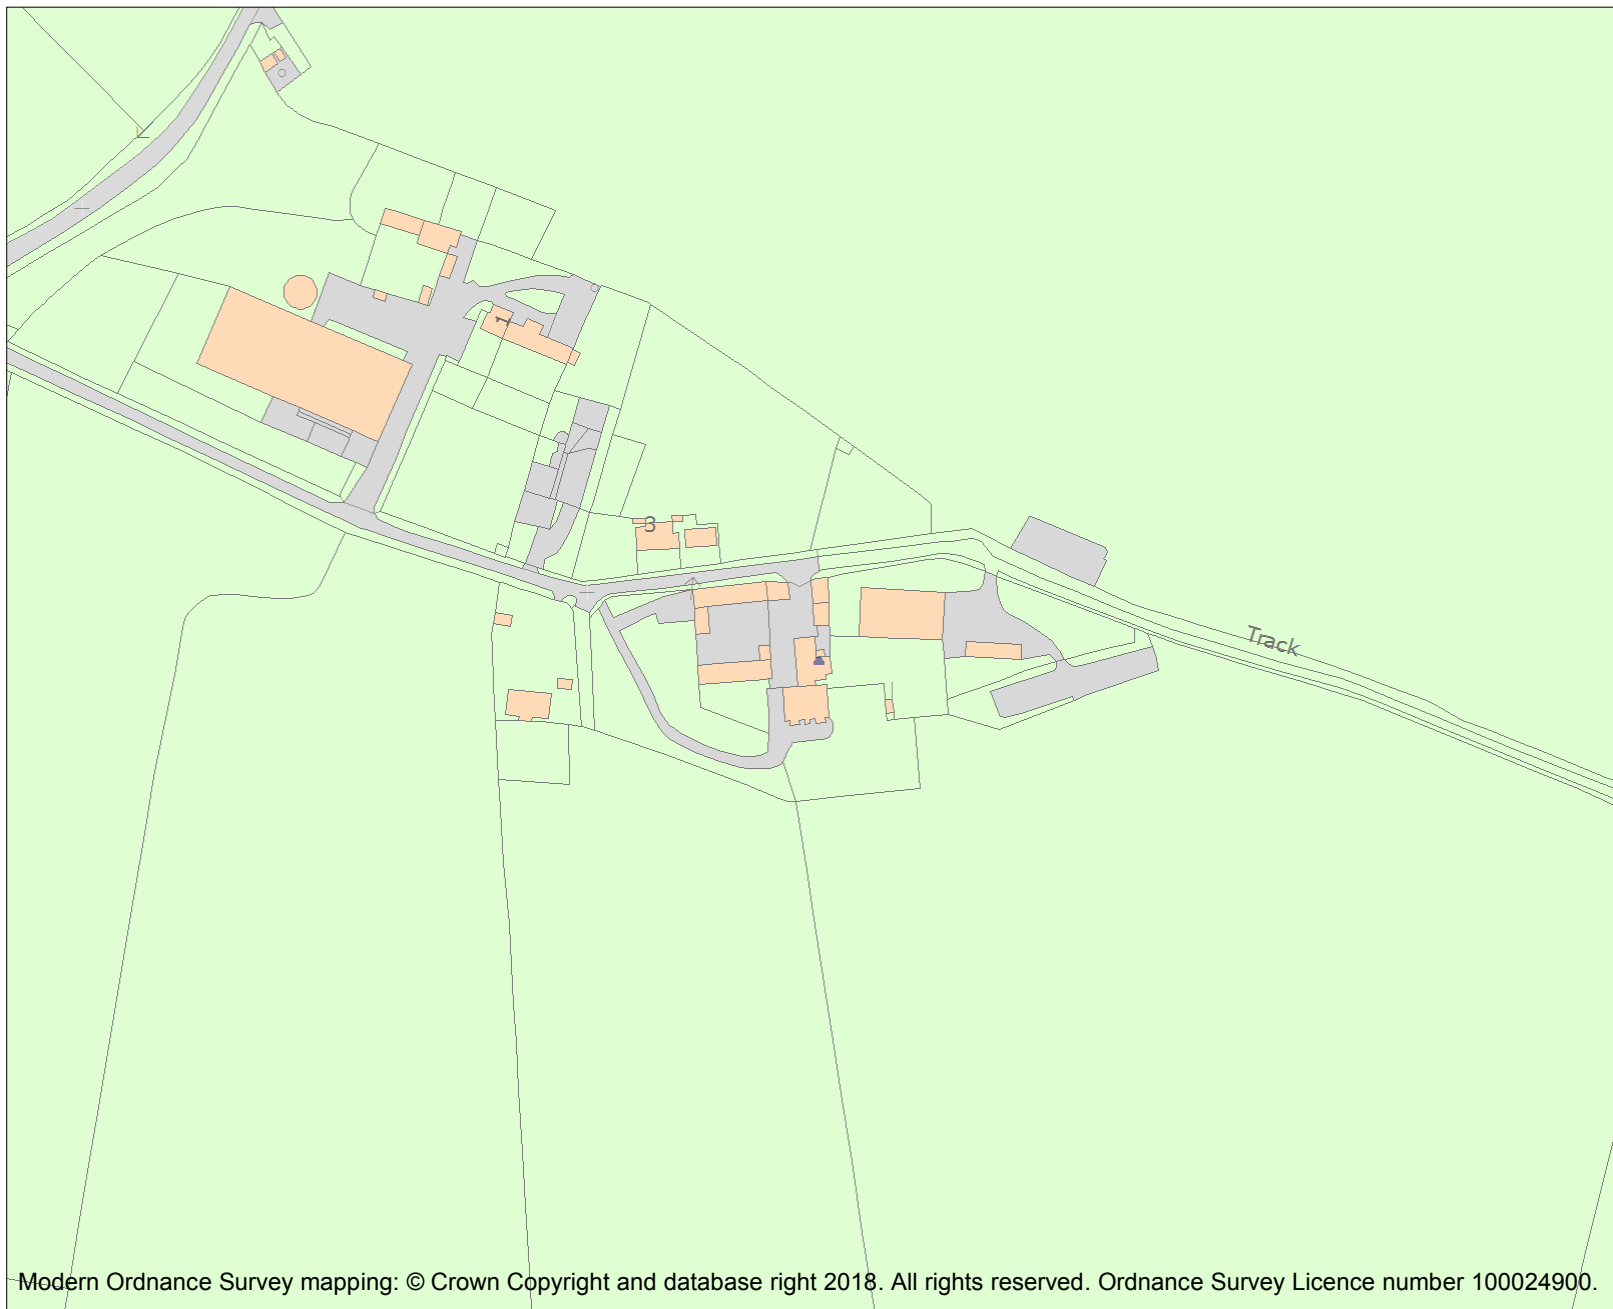 1
3
Track
Modern Ordnance Survey mapping: © Crown Copyright and database right 2018. All rights reserved. Ordnance Survey Licence number 100024900.